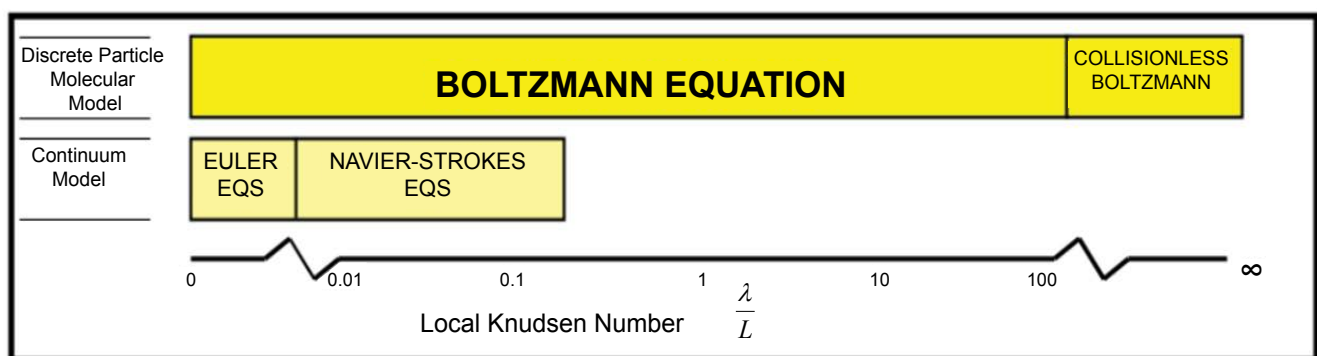 Discrete Particle
Molecular
Model
BOLTZMANN EQUATION
COLLISIONLESS
BOLTZMANN
Continuum
Model
EULER
EQS
NAVIER-STROKES
EQS
0 0.01 0.1 1 10 100 ∞
Local Knudsen Number λ/L